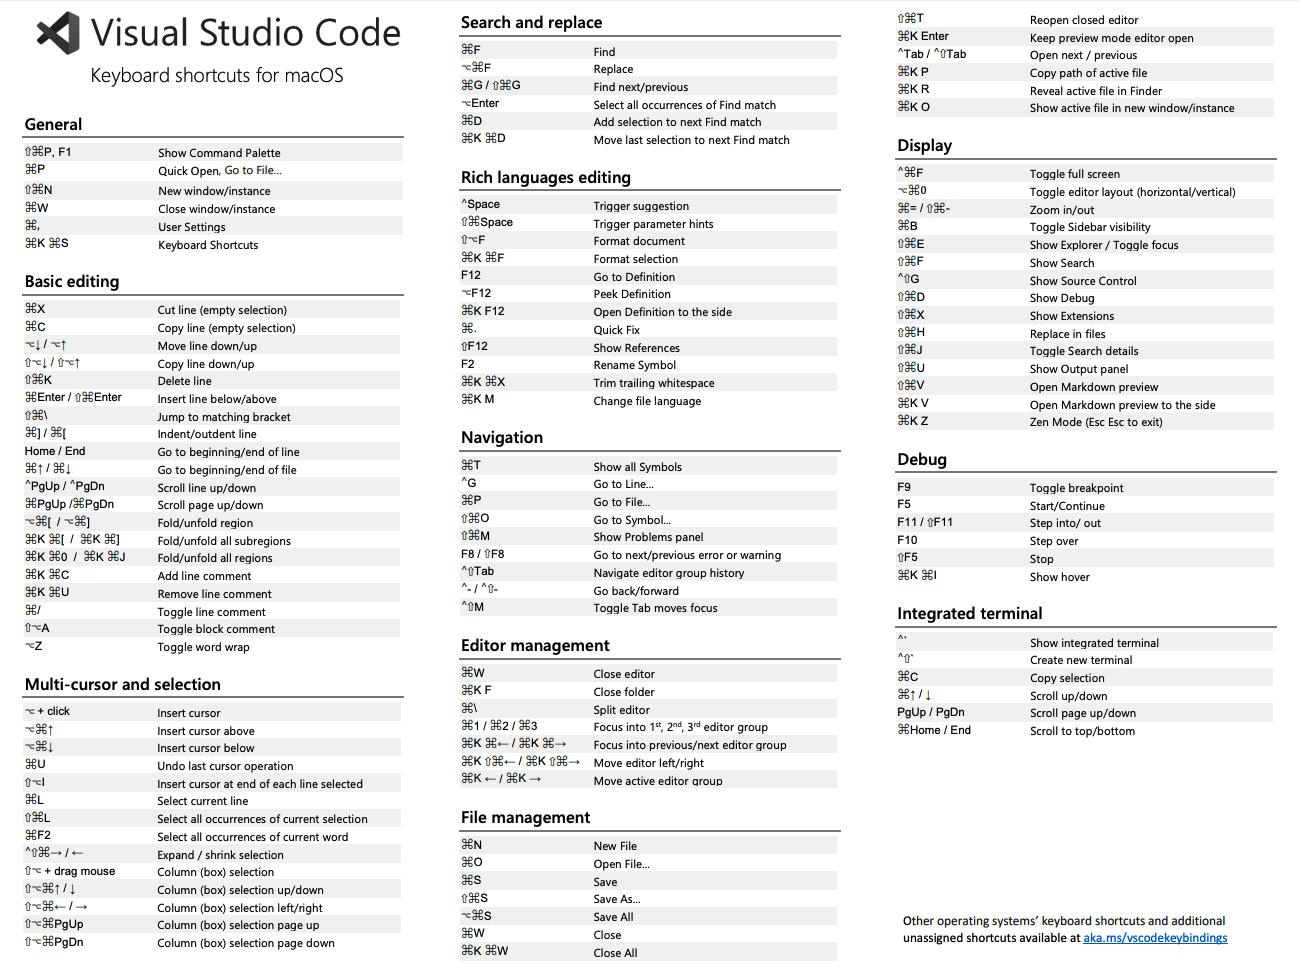 Visual Studio Code
Keyboard shortcuts for macOS
General
⇧⌘P, F1 Show Command Palette
⌘P Quick Open, Go to File...
⇧⌘N New window/instance
⌘W Close window/instance
⌘, User Settings
⌘K ⌘S Keyboard Shortcuts
Basic editing
⌘X Cut line (empty selection)
⌘C Copy line (empty selection)
⌥↓ / ⌥↑ Move line down/up
⇧⌥↓ / ⇧⌥↑ Copy line down/up
⇧⌘K Delete line
⌘Enter / ⇧⌘Enter Insert line below/above
⇧⌘\ Jump to matching bracket
⌘] / ⌘[ Indent/outdent line
Home / End Go to beginning/end of line
⌘↑ / ⌘↓ Go to beginning/end of file
^PgUp / ^PgDn Scroll line up/down
⌘PgUp /⌘PgDn Scroll page up/down
⌥⌘[ / ⌥⌘] Fold/unfold region
⌘K ⌘[ / ⌘K ⌘] Fold/unfold all subregions
⌘K ⌘0 / ⌘K ⌘J Fold/unfold all regions
⌘K ⌘C Add line comment
⌘K ⌘U Remove line comment
⌘/ Toggle line comment
⇧⌥A Toggle block comment
⌥Z Toggle word wrap
Multi-cursor and selection
⌥ + click Insert cursor
⌥⌘↑ Insert cursor above
⌥⌘↓ Insert cursor below
⌘U Undo last cursor operation
⇧⌥I Insert cursor at end of each line selected
⌘L Select current line
⇧⌘L Select all occurrences of current selection
⌘F2 Select all occurrences of current word
^⇧⌘→ / ← Expand / shrink selection
⇧⌥ + drag mouse Column (box) selection
⇧⌥⌘↑ / ↓ Column (box) selection up/down
⇧⌥⌘← / → Column (box) selection left/right
⇧⌥⌘PgUp Column (box) selection page up
⇧⌥⌘PgDn Column (box) selection page down
Search and replace
⌘F Find
⌥⌘F Replace
⌘G / ⇧⌘G Find next/previous
⌥Enter Select all occurrences of Find match
⌘D Add selection to next Find match
⌘K ⌘D Move last selection to next Find match
Rich languages editing
^Space Trigger suggestion
⇧⌘Space Trigger parameter hints
⇧⌥F Format document
⌘K ⌘F Format selection
F12 Go to Definition
⌥F12 Peek Definition
⌘K F12 Open Definition to the side
⌘. Quick Fix
⇧F12 Show References
F2 Rename Symbol
⌘K ⌘X Trim trailing whitespace
⌘K M Change file language
Navigation
⌘T Show all Symbols
^G Go to Line...
⌘P Go to File...
⇧⌘O Go to Symbol...
⇧⌘M Show Problems panel
F8 / ⇧F8 Go to next/previous error or warning
^⇧Tab Navigate editor group history
^- / ^⇧- Go back/forward
^⇧M Toggle Tab moves focus
Editor management
⌘W Close editor
⌘K F Close folder
⌘\ Split editor
⌘1 / ⌘2 / ⌘3 Focus into 1st, 2nd, 3rd editor group
⌘K ⌘← / ⌘K ⌘→ Focus into previous/next editor group
⌘K ⇧⌘← / ⌘K ⇧⌘→ Move editor left/right
⌘K ← / ⌘K → Move active editor group
File management
⌘N New File
⌘O Open File...
⌘S Save
⇧⌘S Save As...
⌥⌘S Save All
⌘W Close
⌘K ⌘W Close All
⇧⌘T Reopen closed editor
⌘K Enter Keep preview mode editor open
^Tab / ^⇧Tab Open next / previous
⌘K P Copy path of active file
⌘K R Reveal active file in Finder
⌘K O Show active file in new window/instance
Display
^⌘F Toggle full screen
⌥⌘0 Toggle editor layout (horizontal/vertical)
⌘= / ⇧⌘- Zoom in/out
⌘B Toggle Sidebar visibility
⇧⌘E Show Explorer / Toggle focus
⇧⌘F Show Search
^⇧G Show Source Control
⇧⌘D Show Debug
⇧⌘X Show Extensions
⇧⌘H Replace in files
⇧⌘J Toggle Search details
⇧⌘U Show Output panel
⇧⌘V Open Markdown preview
⌘K V Open Markdown preview to the side
⌘K Z Zen Mode (Esc Esc to exit)
Debug
F9 Toggle breakpoint
F5 Start/Continue
F11 / ⇧F11 Step into/ out
F10 Step over
⇧F5 Stop
⌘K ⌘I Show hover
Integrated terminal
^` Show integrated terminal
^⇧` Create new terminal
⌘C Copy selection
⌘↑ / ↓ Scroll up/down
PgUp / PgDn Scroll page up/down
⌘Home / End Scroll to top/bottom
Other operating systems’ keyboard shortcuts and additional
unassigned shortcuts available at aka.ms/vscodekeybindings